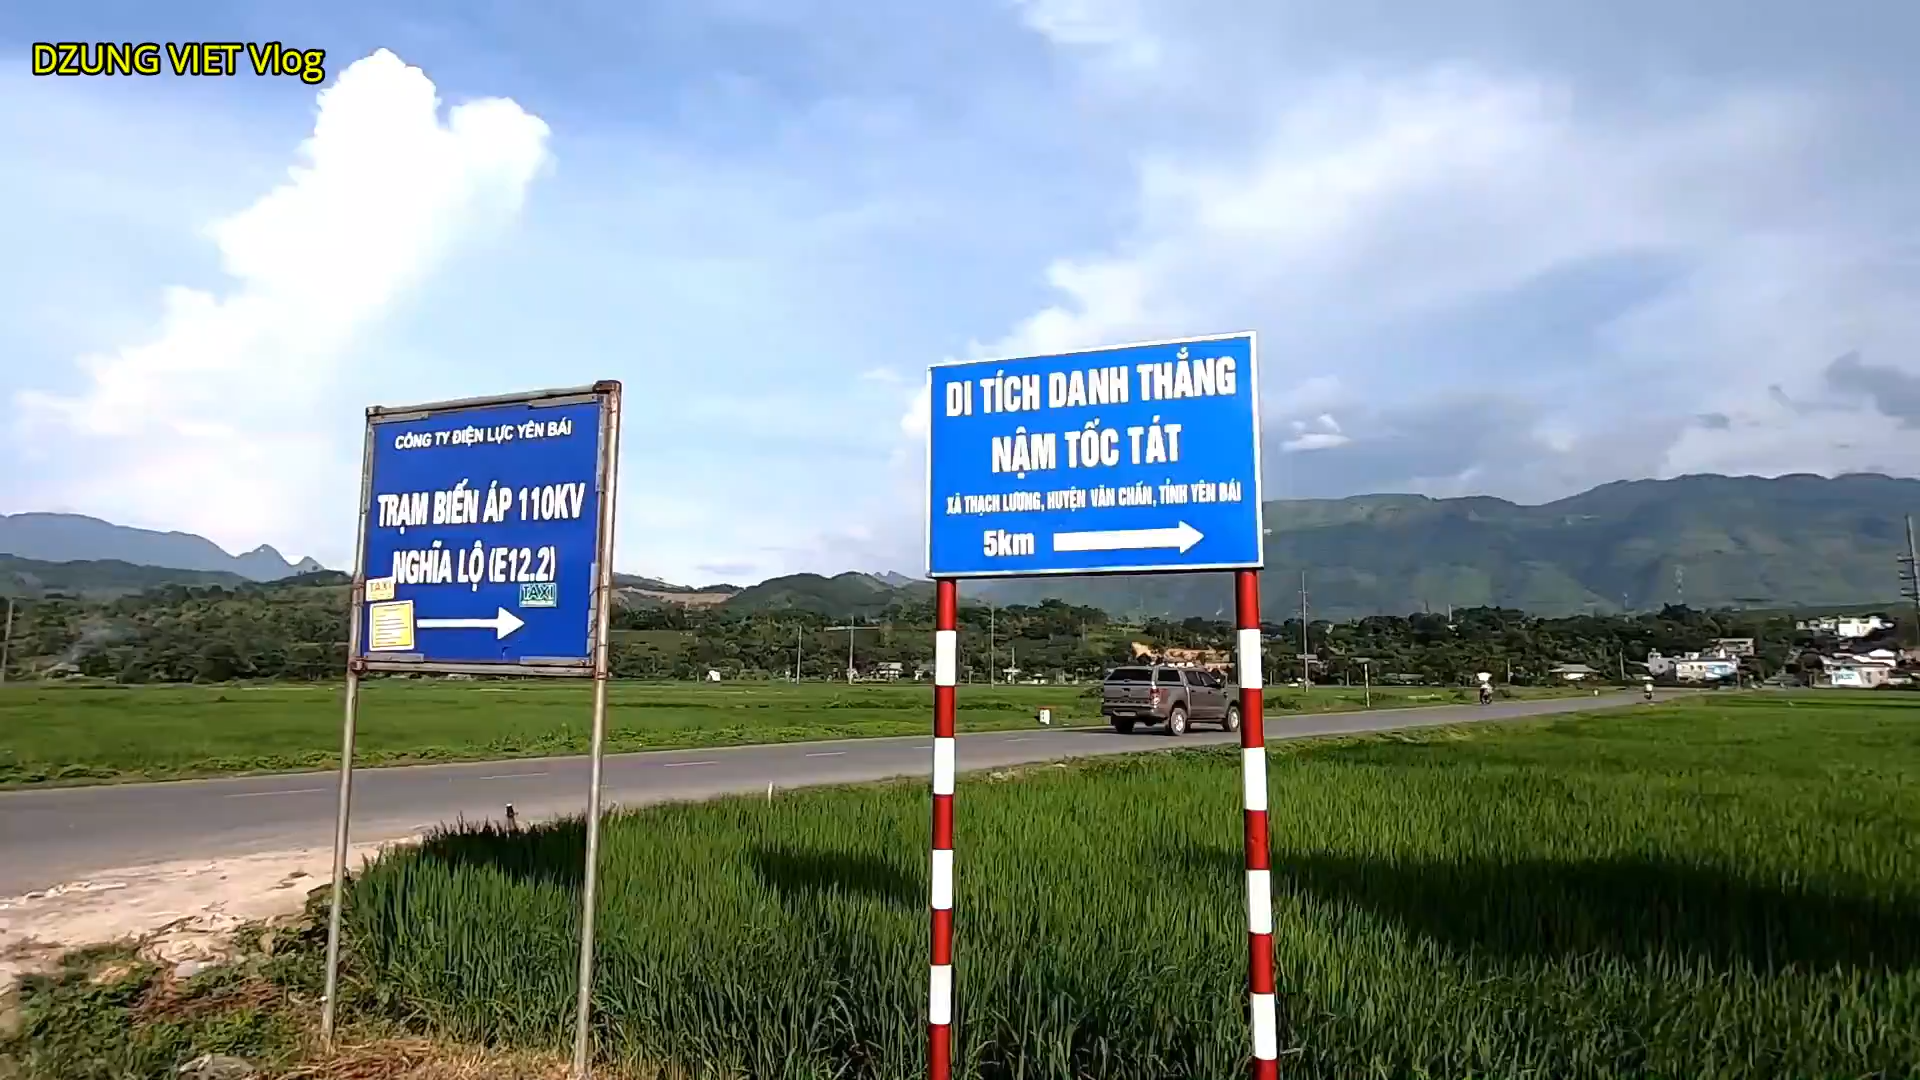 DZUNG VIET Vlog
CÔNG TY ĐIỆN LỰC YÊN BÁI
TRẠM BIẾN ÁP 110KV
NGHĨA LỘ (E12.2)
TAXI
TAXI
DI TÍCH DANH THẮNG
NẬM TỐC TÁT
XÃ THẠCH LƯƠNG, HUYỆN VĂN CHẤN, TỈNH YÊN BÁI
5km